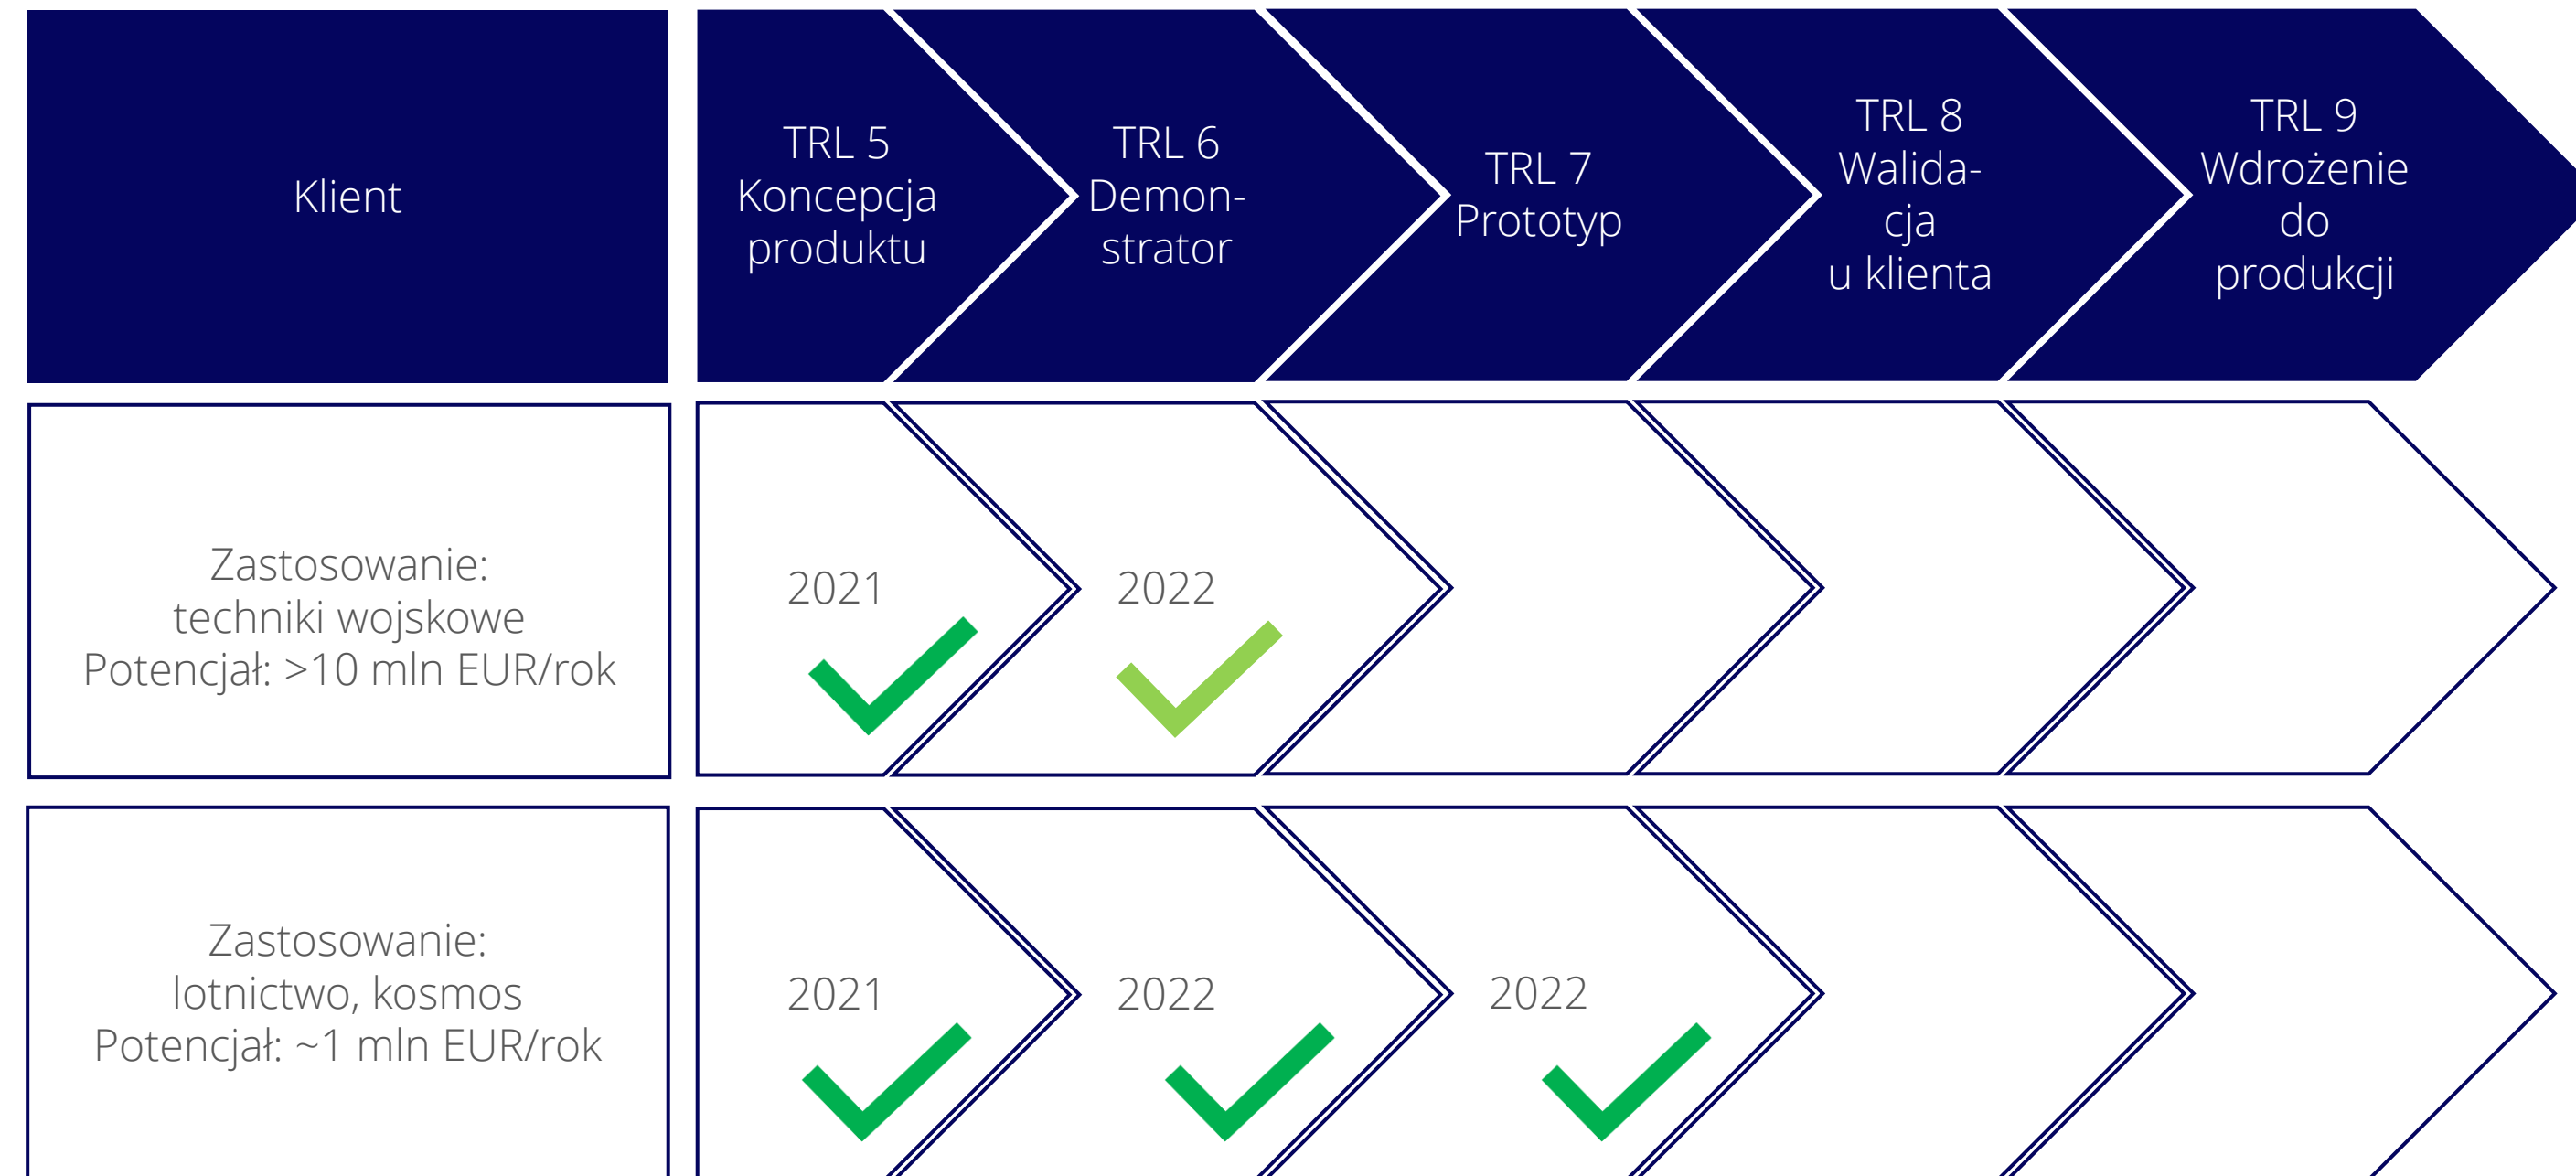 Klient
TRL 5
Koncepcja
produktu
TRL 6
Demon-
strator
TRL 7
Prototyp
TRL 8
Walida-
cja
u klienta
TRL 9
Wdrożenie
do
produkcji
Zastosowanie:
techniki wojskowe
Potencjał: >10 mln EUR/rok
2021
2022
Zastosowanie:
lotnictwo, kosmos
Potencjał: ~1 mln EUR/rok
2021
2022
2022